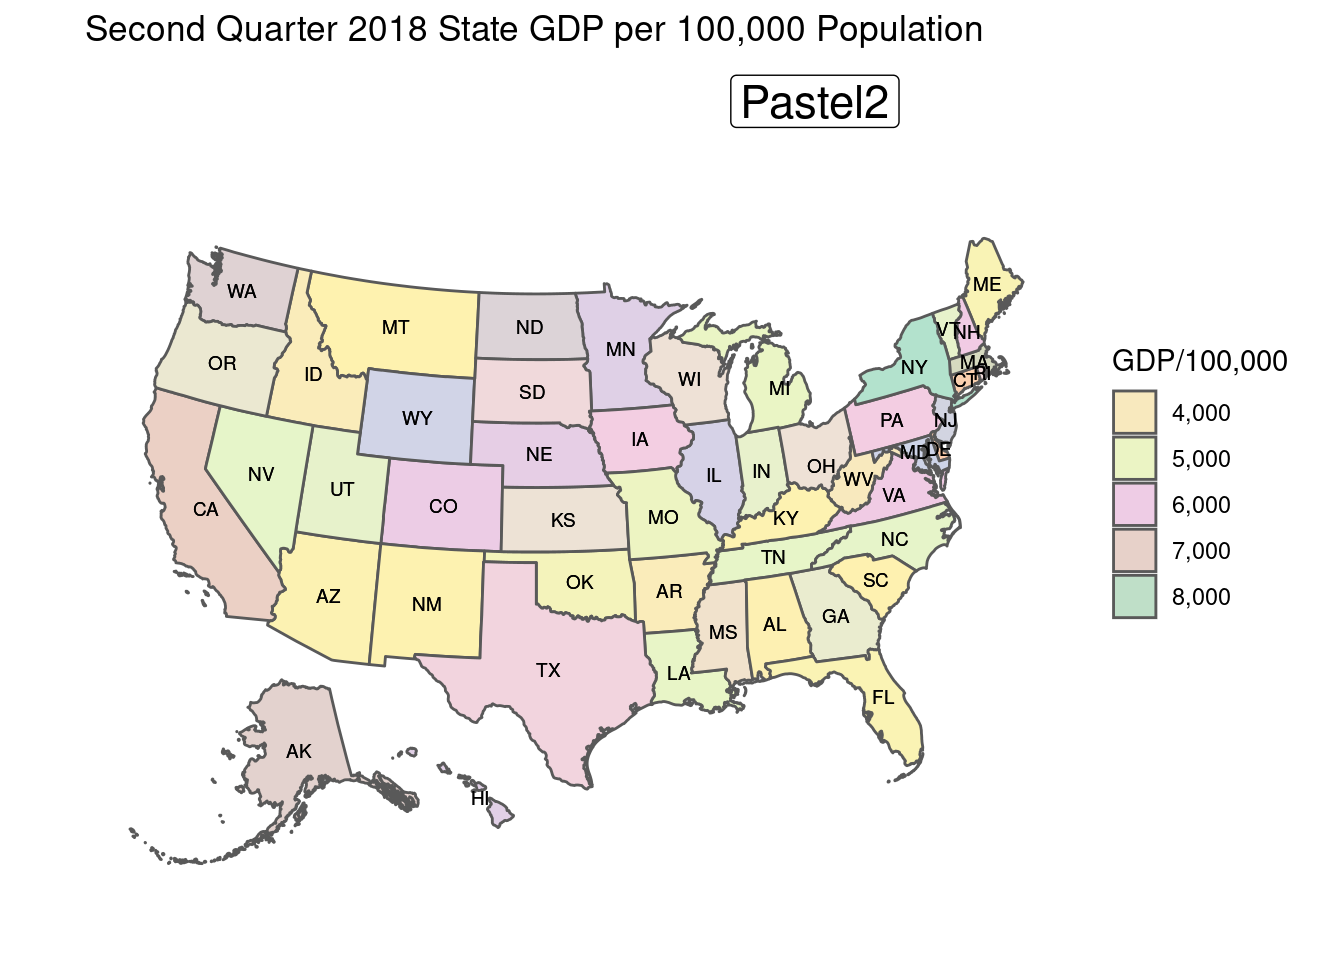 Second Quarter 2018 State GDP per 100,000 Population
Pastel2
WA
MT
ND
MN
ME
VT
NH
OR
ID
SD
WI
MI
NY
MA
CT
RI
WY
NE
IA
PA
NJ
NV
UT
CO
IL
IN
OH
MD
DE
WV
VA
CA
KS
MO
KY
AZ
NM
OK
TN
NC
AR
SC
MS
AL
GA
TX
LA
FL
AK
HI
GDP/100,000
4,000
5,000
6,000
7,000
8,000